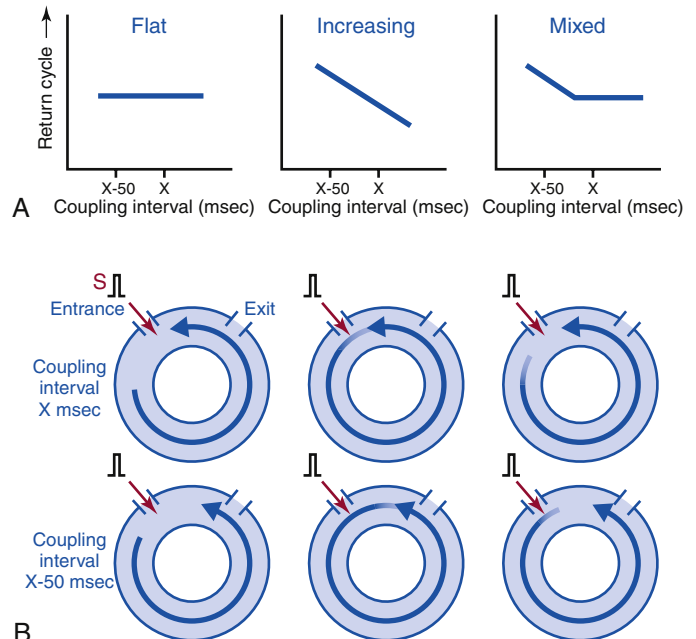 Flat
Increasing
Mixed
Return cycle
X-50 X
X-50 X
X-50 X
A
Coupling interval (msec)
Coupling interval (msec)
Coupling interval (msec)
S
Entrance
Exit
Coupling
interval
X msec
Coupling
interval
X-50 msec
B